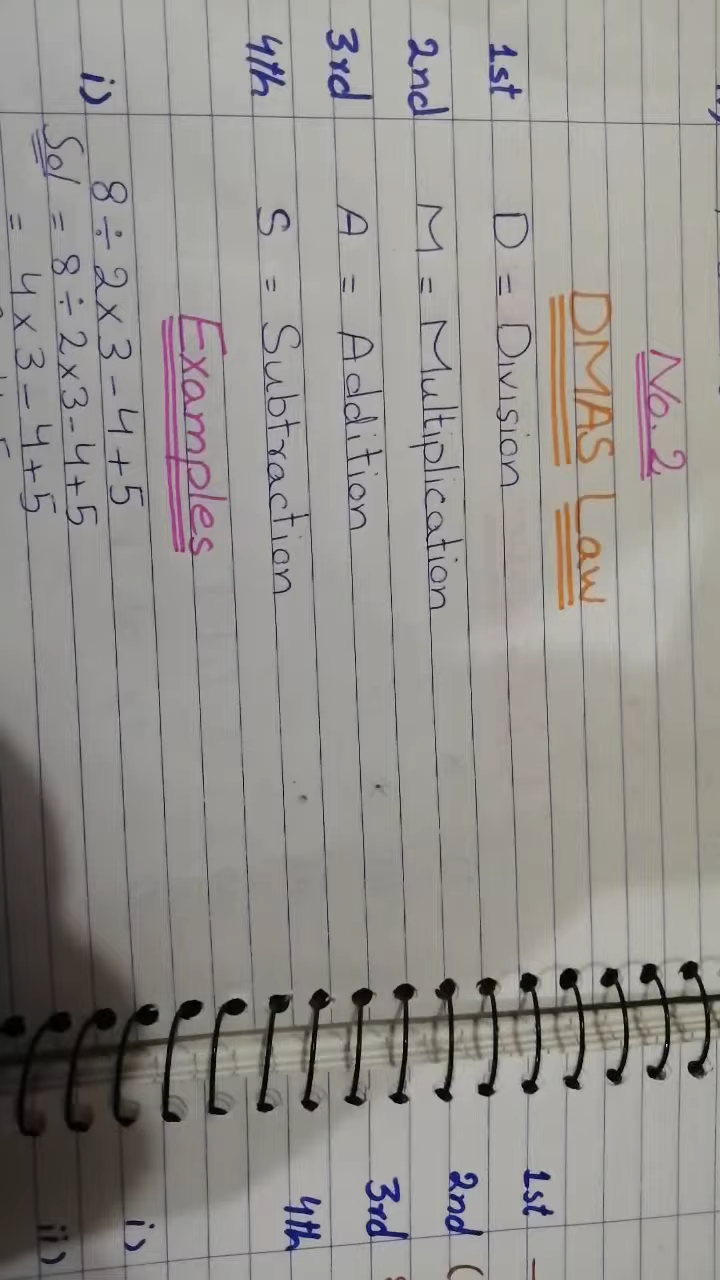 No. 2
DMAS Law
1st D = Division
2nd M = Multiplication
3rd A = Addition
4th S = Subtraction
Examples
i) 8 ÷ 2 × 3 - 4 + 5
Sol = 8 ÷ 2 × 3 - 4 + 5
= 4 × 3 - 4 + 5
1st
2nd (
3rd
4th
i)
ii)